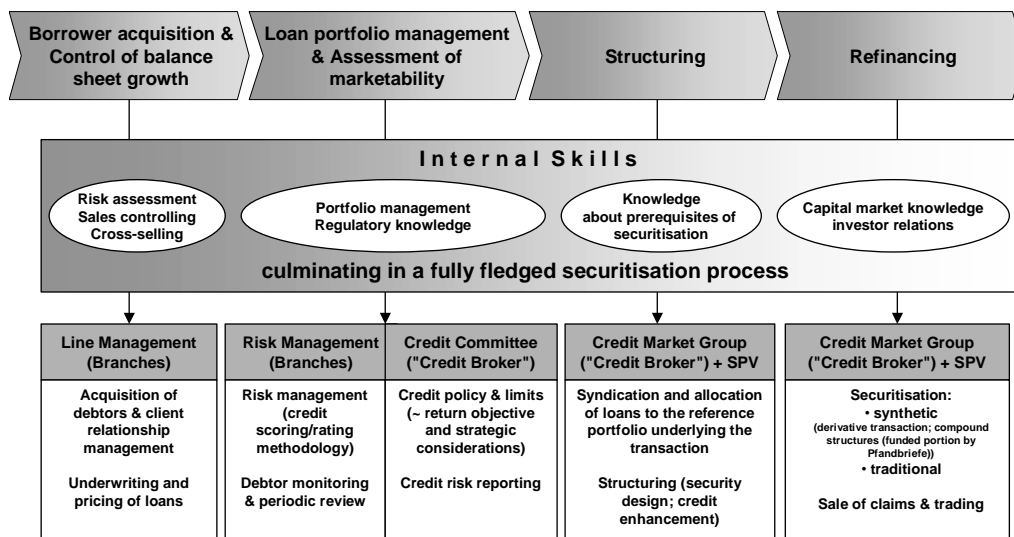 Borrower acquisition &
Control of balance
sheet growth
Loan portfolio management
& Assessment of
marketability
Structuring
Refinancing
Internal Skills
Risk assessment
Sales controlling
Cross-selling
Portfolio management
Regulatory knowledge
Knowledge
about prerequisites of
securitisation
Capital market knowledge
investor relations
culminating in a fully fledged securitisation process
Line Management
(Branches)
Acquisition of
debtors & client
relationship
management
Underwriting and
pricing of loans
Risk Management
(Branches)
Risk management
(credit
scoring/rating
methodology)
Debtor monitoring
& periodic review
Credit Committee
("Credit Broker")
Credit policy & limits
(~ return objective
and strategic
considerations)
Credit risk reporting
Credit Market Group
("Credit Broker") + SPV
Syndication and allocation
of loans to the reference
portfolio underlying the
transaction
Structuring (security
design; credit
enhancement)
Credit Market Group
("Credit Broker") + SPV
Securitisation:
• synthetic
(derivative transaction; compound
structures (funded portion by
Pfandbriefe))
• traditional
Sale of claims & trading